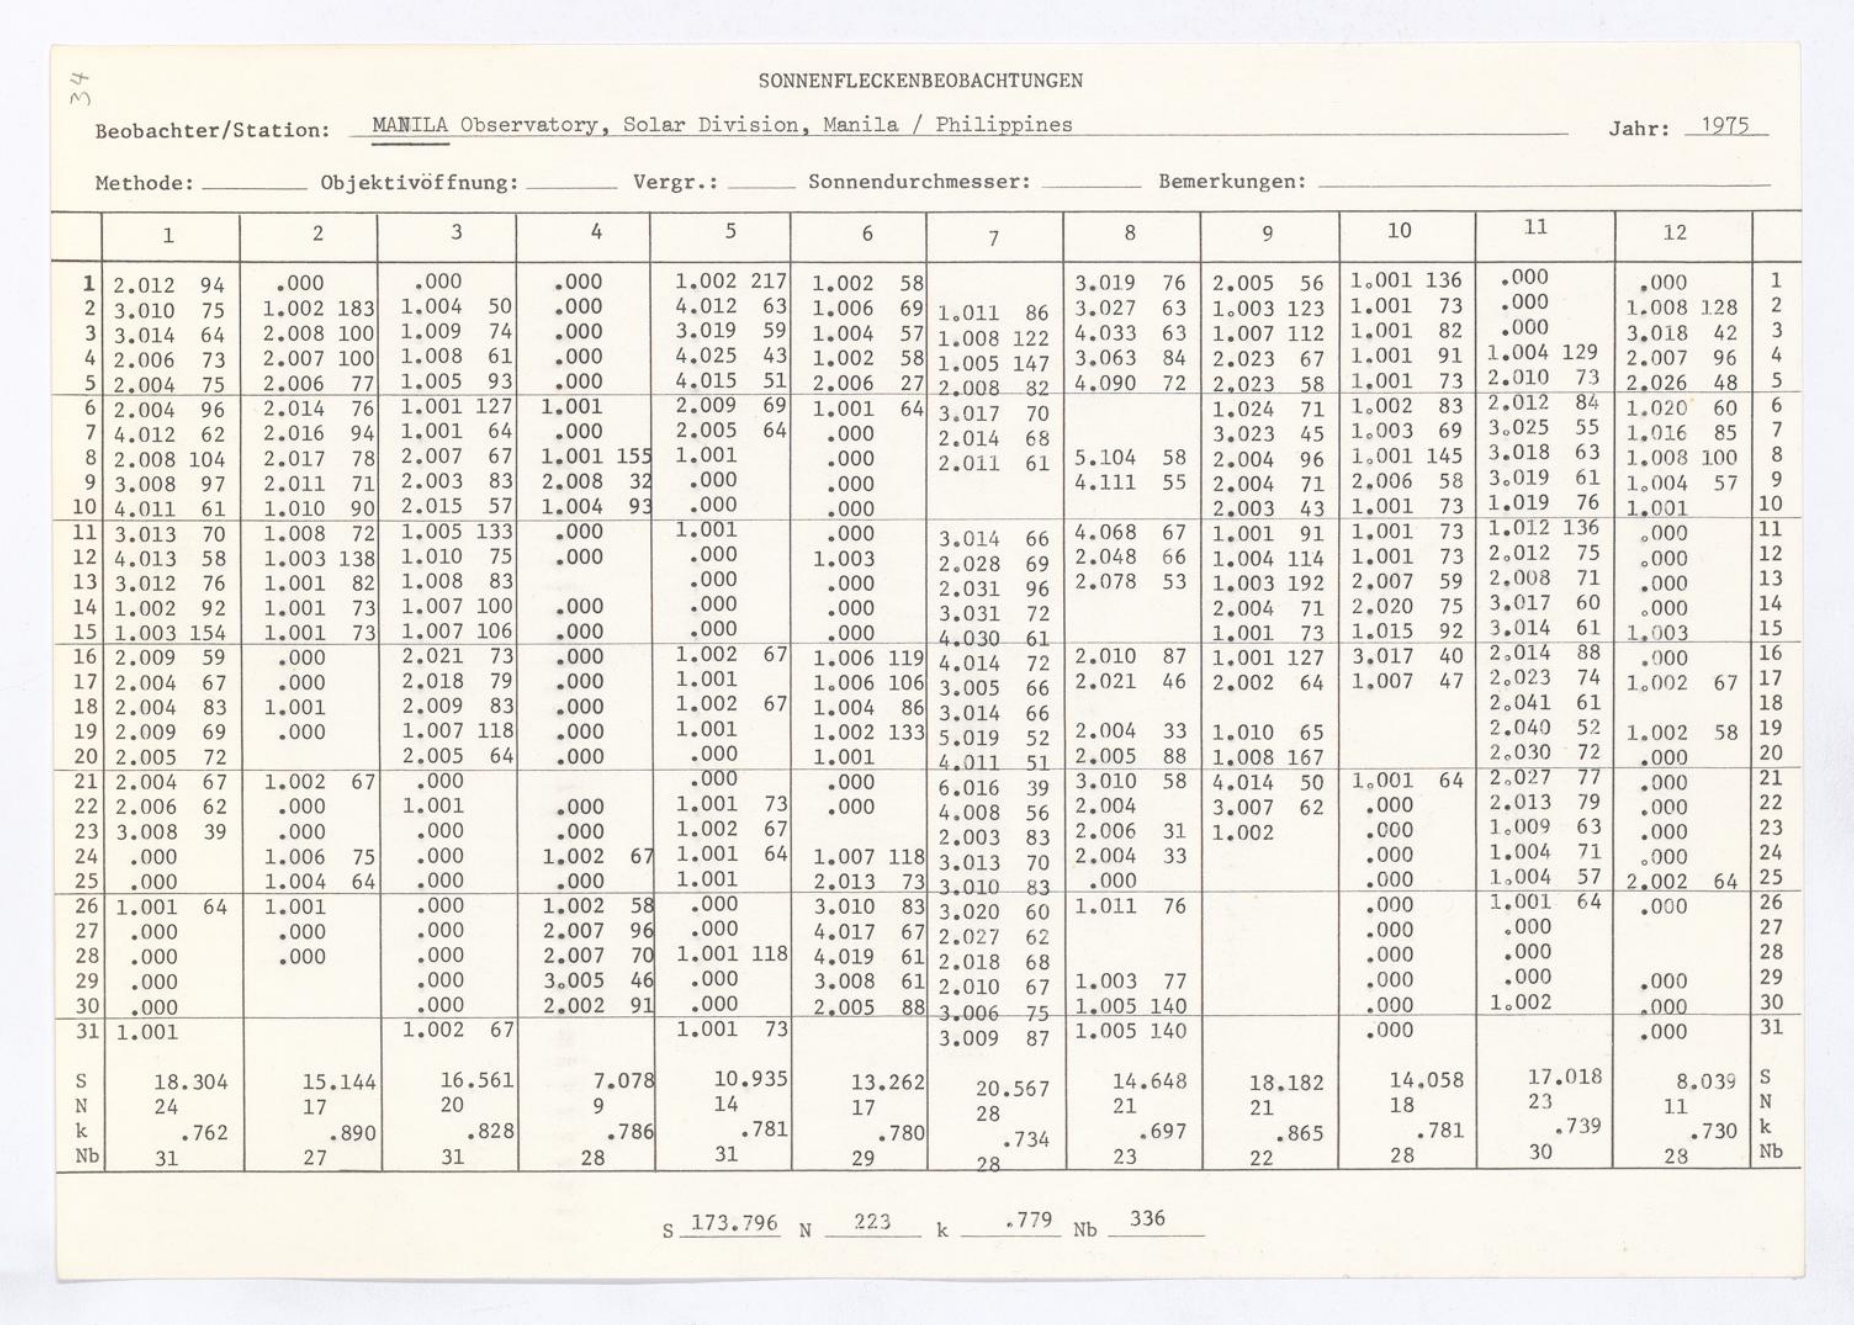 34
SONNENFLECKENBEOBACHTUNGEN
Beobachter/Station: MANILA Observatory, Solar Division, Manila / Philippines Jahr: 1975
Methode: Objektivöffnung: Vergr.: Sonnendurchmesser: Bemerkungen:
1 2 3 4 5 6 7 8 9 10 11 12
1 2.012 94 .000 .000 .000 1.002 217 1.002 58 3.019 76 2.005 56 1.001 136 .000 .000 1
2 3.010 75 1.002 183 1.004 50 .000 4.012 63 1.006 69 1.011 86 3.027 63 1.003 123 1.001 73 .000 1.008 128 2
3 3.014 64 2.008 100 1.009 74 .000 3.019 59 1.004 57 1.008 122 4.033 63 1.007 112 1.001 82 .000 3.018 42 3
4 2.006 73 2.007 100 1.008 61 .000 4.025 43 1.002 58 1.005 147 3.063 84 2.023 67 1.001 91 1.004 129 2.007 96 4
5 2.004 75 2.006 77 1.005 93 .000 4.015 51 2.006 27 2.008 82 4.090 72 2.023 58 1.001 73 2.010 73 2.026 48 5
6 2.004 96 2.014 76 1.001 127 1.001 2.009 69 1.001 64 3.017 70 1.024 71 1.002 83 2.012 84 1.020 60 6
7 4.012 62 2.016 94 1.001 64 .000 2.005 64 .000 2.014 68 3.023 45 1.003 69 3.025 55 1.016 85 7
8 2.008 104 2.017 78 2.007 67 1.001 155 1.001 .000 2.011 61 5.104 58 2.004 96 1.001 145 3.018 63 1.008 100 8
9 3.008 97 2.011 71 2.003 83 2.008 32 .000 .000 4.111 55 2.004 71 2.006 58 3.019 61 1.004 57 9
10 4.011 61 1.010 90 2.015 57 1.004 93 .000 .000 2.003 43 1.001 73 1.019 76 1.001 10
11 3.013 70 1.008 72 1.005 133 .000 1.001 .000 3.014 66 4.068 67 1.001 91 1.001 73 1.012 136 .000 11
12 4.013 58 1.003 138 1.010 75 .000 .000 1.003 2.028 69 2.048 66 1.004 114 1.001 73 2.012 75 .000 12
13 3.012 76 1.001 82 1.008 83 .000 .000 2.031 96 2.078 53 1.003 192 2.007 59 2.008 71 .000 13
14 1.002 92 1.001 73 1.007 100 .000 .000 .000 3.031 72 2.004 71 2.020 75 3.017 60 .000 14
15 1.003 154 1.001 73 1.007 106 .000 .000 .000 4.030 61 1.001 73 1.015 92 3.014 61 1.003 15
16 2.009 59 .000 2.021 73 .000 1.002 67 1.006 119 4.014 72 2.010 87 1.001 127 3.017 40 2.014 88 .000 16
17 2.004 67 .000 2.018 79 .000 1.001 1.006 106 3.005 66 2.021 46 2.002 64 1.007 47 2.023 74 1.002 67 17
18 2.004 83 1.001 2.009 83 .000 1.002 67 1.004 86 3.014 66 2.041 61 18
19 2.009 69 .000 1.007 118 .000 1.001 1.002 133 5.019 52 2.004 33 1.010 65 2.040 52 1.002 58 19
20 2.005 72 2.005 64 .000 .000 1.001 4.011 51 2.005 88 1.008 167 2.030 72 .000 20
21 2.004 67 1.002 67 .000 .000 .000 6.016 39 3.010 58 4.014 50 1.001 64 2.027 77 .000 21
22 2.006 62 .000 1.001 .000 1.001 73 .000 4.008 56 2.004 3.007 62 .000 2.013 79 .000 22
23 3.008 39 .000 .000 .000 1.002 67 2.003 83 2.006 31 1.002 .000 1.009 63 .000 23
24 .000 1.006 75 .000 1.002 67 1.001 64 1.007 118 3.013 70 2.004 33 .000 1.004 71 .000 24
25 .000 1.004 64 .000 .000 1.001 2.013 73 3.010 83 .000 .000 1.004 57 2.002 64 25
26 1.001 64 1.001 .000 1.002 58 .000 3.010 83 3.020 60 1.011 76 .000 1.001 64 .000 26
27 .000 .000 .000 2.007 96 .000 4.017 67 2.027 62 .000 .000 27
28 .000 .000 .000 2.007 70 1.001 118 4.019 61 2.018 68 .000 .000 28
29 .000 .000 3.005 46 .000 3.008 61 2.010 67 1.003 77 .000 .000 .000 29
30 .000 .000 2.002 91 .000 2.005 88 3.006 75 1.005 140 .000 1.002 .000 30
31 1.001 1.002 67 1.001 73 3.009 87 1.005 140 .000 .000 31
S 18.304 15.144 16.561 7.078 10.935 13.262 20.567 14.648 18.182 14.058 17.018 8.039 S
N 24 17 20 9 14 17 28 21 21 18 23 11 N
k .762 .890 .828 .786 .781 .780 .734 .697 .865 .781 .739 .730 k
Nb 31 27 31 28 31 29 28 23 22 28 30 28 Nb
S 173.796 N 223 k .779 Nb 336